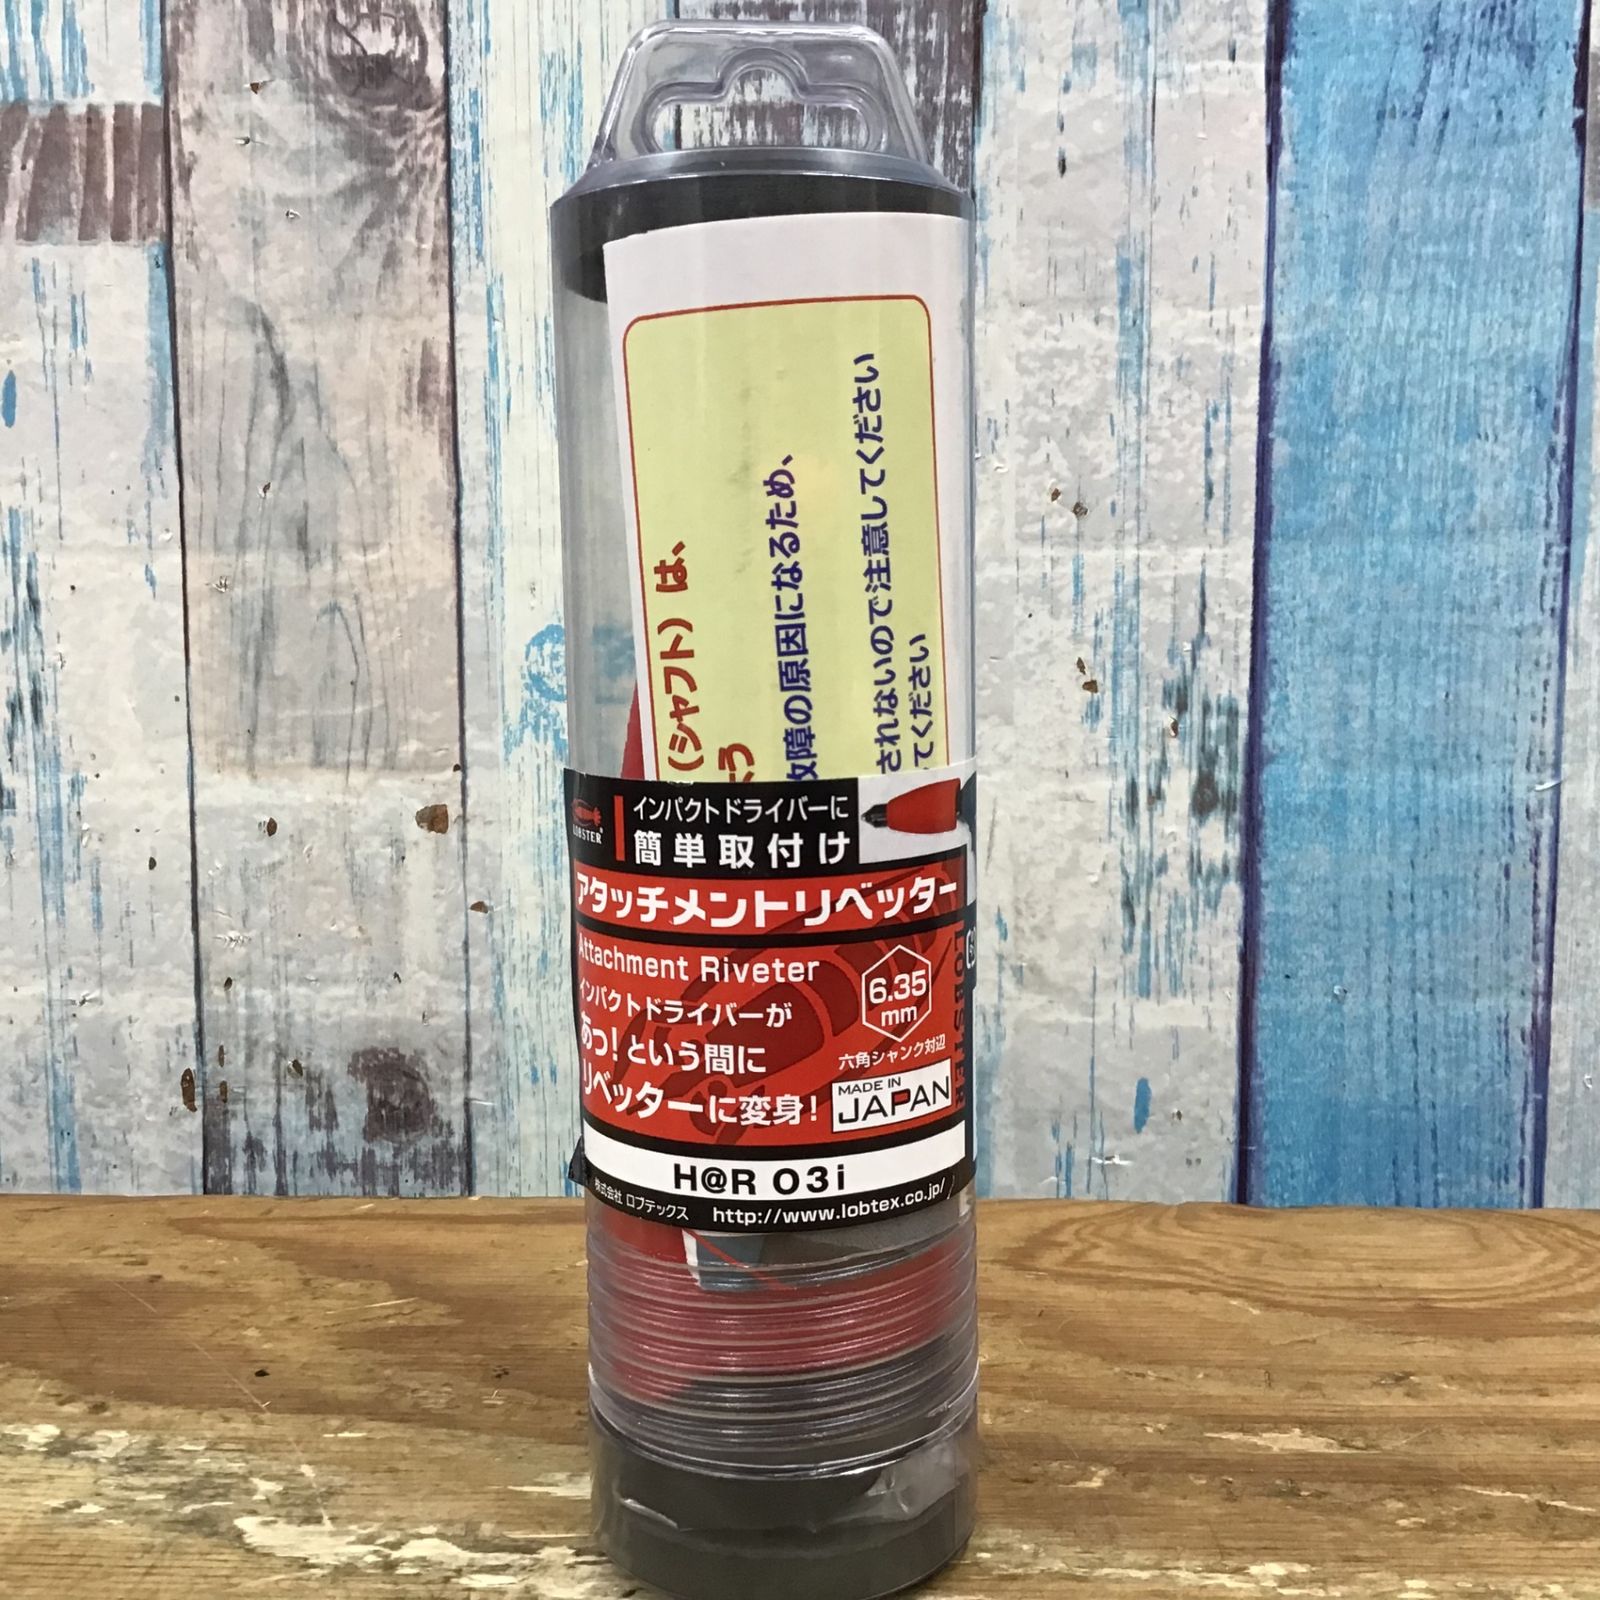 (シャフト)は、
障の原因になるため、
されないので注意してください
てください
LOBSTER
インパクトドライバーに
簡単取付け
アタッチメントリベッター
Attachment Riveter
インパクトドライバーが
あっ！という間に
リベッターに変身！
6.35
mm
六角シャンク対辺
MADE IN
JAPAN
LOBSTER
H@R 03i
株式会社 ロブテックス http://www.lobtex.co.jp/